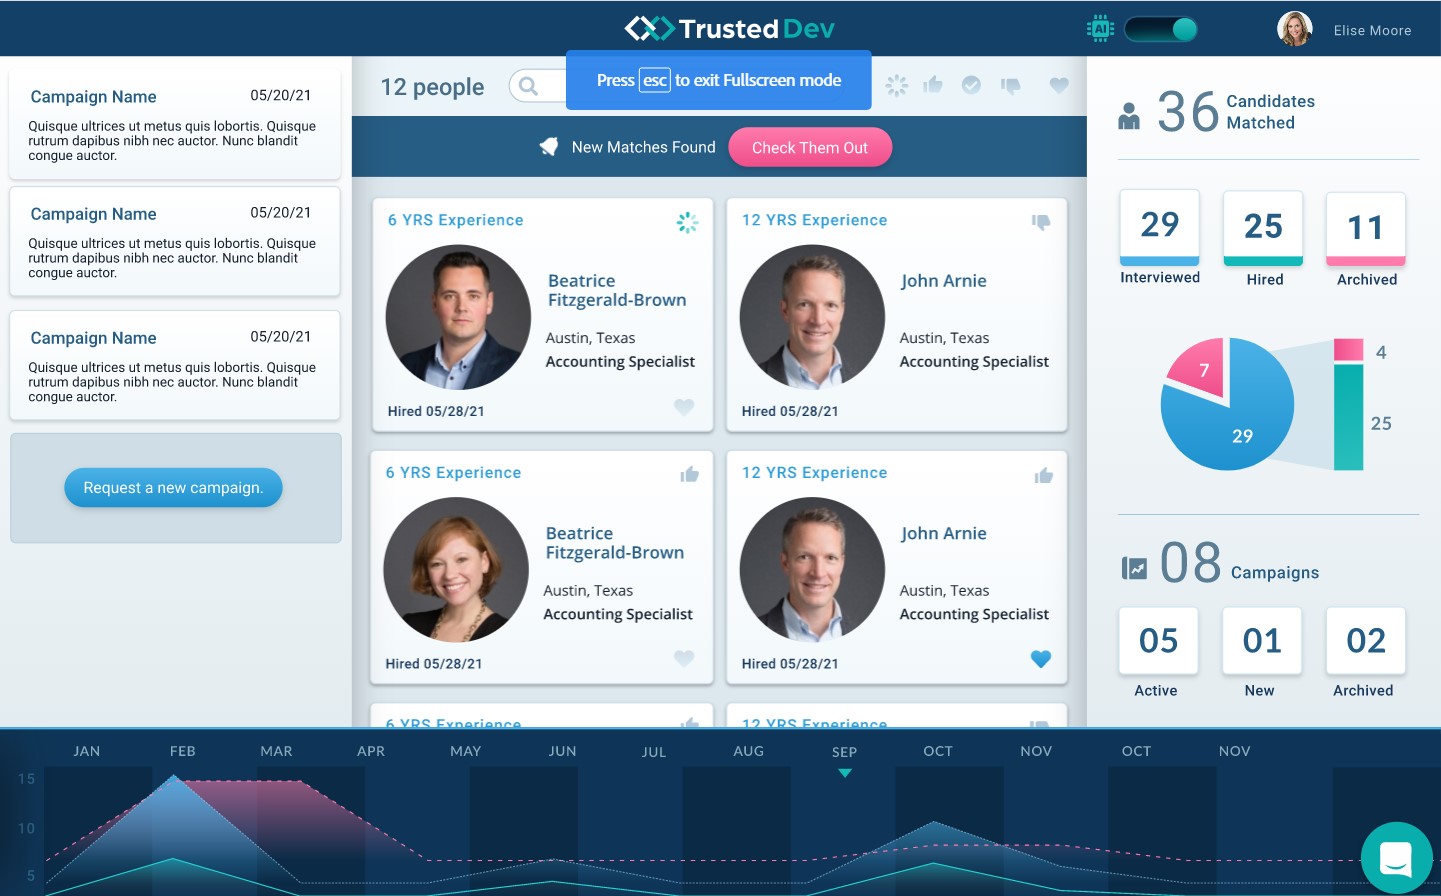 Trusted Dev
AI
Elise Moore
Campaign Name 05/20/21
Quisque ultrices ut metus quis lobortis. Quisque
rutrum dapibus nibh nec auctor. Nunc blandit
congue auctor.
Campaign Name 05/20/21
Quisque ultrices ut metus quis lobortis. Quisque
rutrum dapibus nibh nec auctor. Nunc blandit
congue auctor.
Campaign Name 05/20/21
Quisque ultrices ut metus quis lobortis. Quisque
rutrum dapibus nibh nec auctor. Nunc blandit
congue auctor.
Request a new campaign.
12 people
Press esc to exit Fullscreen mode
New Matches Found
Check Them Out
6 YRS Experience
Beatrice
Fitzgerald-Brown
Austin, Texas
Accounting Specialist
Hired 05/28/21
12 YRS Experience
John Arnie
Austin, Texas
Accounting Specialist
Hired 05/28/21
6 YRS Experience
Beatrice
Fitzgerald-Brown
Austin, Texas
Accounting Specialist
Hired 05/28/21
12 YRS Experience
John Arnie
Austin, Texas
Accounting Specialist
Hired 05/28/21
6 YRS Experience
12 YRS Experience
36 Candidates
Matched
29
Interviewed
25
Hired
11
Archived
7
29
4
25
08 Campaigns
05
Active
01
New
02
Archived
JAN FEB MAR APR MAY JUN JUL AUG SEP OCT NOV OCT NOV
15
10
5